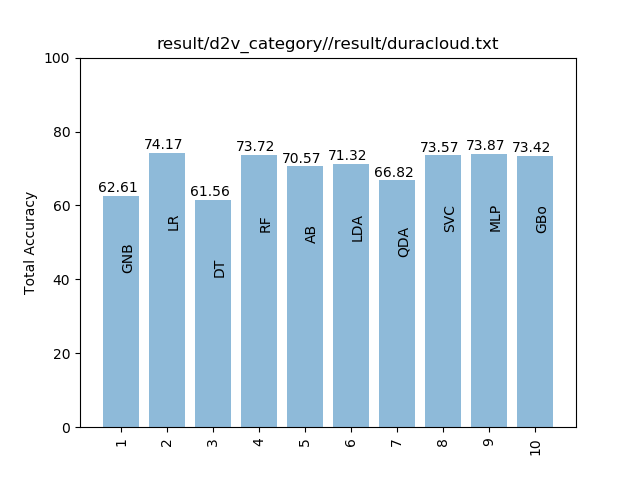 result/d2v_category//result/duracloud.txt
Total Accuracy
100
80
60
40
20
0
62.61
74.17
61.56
73.72
70.57
71.32
66.82
73.57
73.87
73.42
GNB
LR
DT
RF
AB
LDA
QDA
SVC
MLP
GBo
1
2
3
4
5
6
7
8
9
10